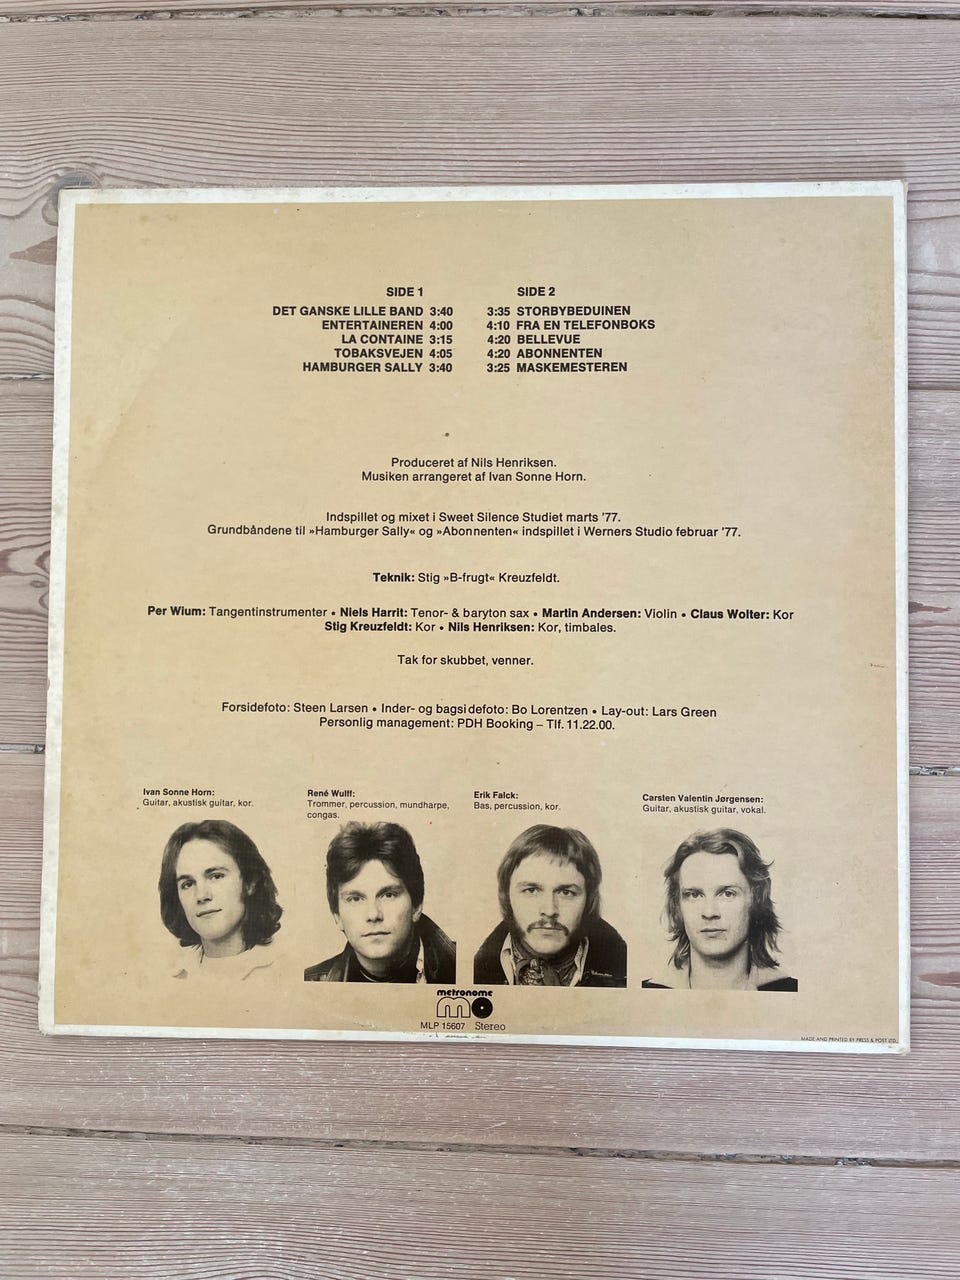 SIDE 1
DET GANSKE LILLE BAND 3:40
ENTERTAINEREN 4:00
LA CONTAINE 3:15
TOBAKSVEJEN 4:05
HAMBURGER SALLY 3:40
SIDE 2
3:35 STORBYBEDUINEN
4:10 FRA EN TELEFONBOKS
4:20 BELLEVUE
4:20 ABONNENTEN
3:25 MASKEMESTEREN
Produceret af Nils Henriksen.
Musiken arrangeret af Ivan Sonne Horn.
Indspillet og mixet i Sweet Silence Studiet marts '77.
Grundbåndene til »Hamburger Sally« og »Abonnenten« indspillet i Werners Studio februar '77.
Teknik: Stig »B-frugt« Kreuzfeldt.
Per Wium: Tangentinstrumenter • Niels Harrit: Tenor- & baryton sax • Martin Andersen: Violin • Claus Wolter: Kor
Stig Kreuzfeldt: Kor • Nils Henriksen: Kor, timbales.
Tak for skubbet, venner.
Forsidefoto: Steen Larsen • Inder- og bagsidefoto: Bo Lorentzen • Lay-out: Lars Green
Personlig management: PDH Booking – Tlf. 11.22.00.
Ivan Sonne Horn:
Guitar, akustisk guitar, kor.
René Wulff:
Trommer, percussion, mundharpe,
congas.
Erik Falck:
Bas, percussion, kor.
Carsten Valentin Jørgensen:
Guitar, akustisk guitar, vokal.
metronome
MLP 15607 Stereo
MADE AND PRINTED BY PRESS & POST LTD.